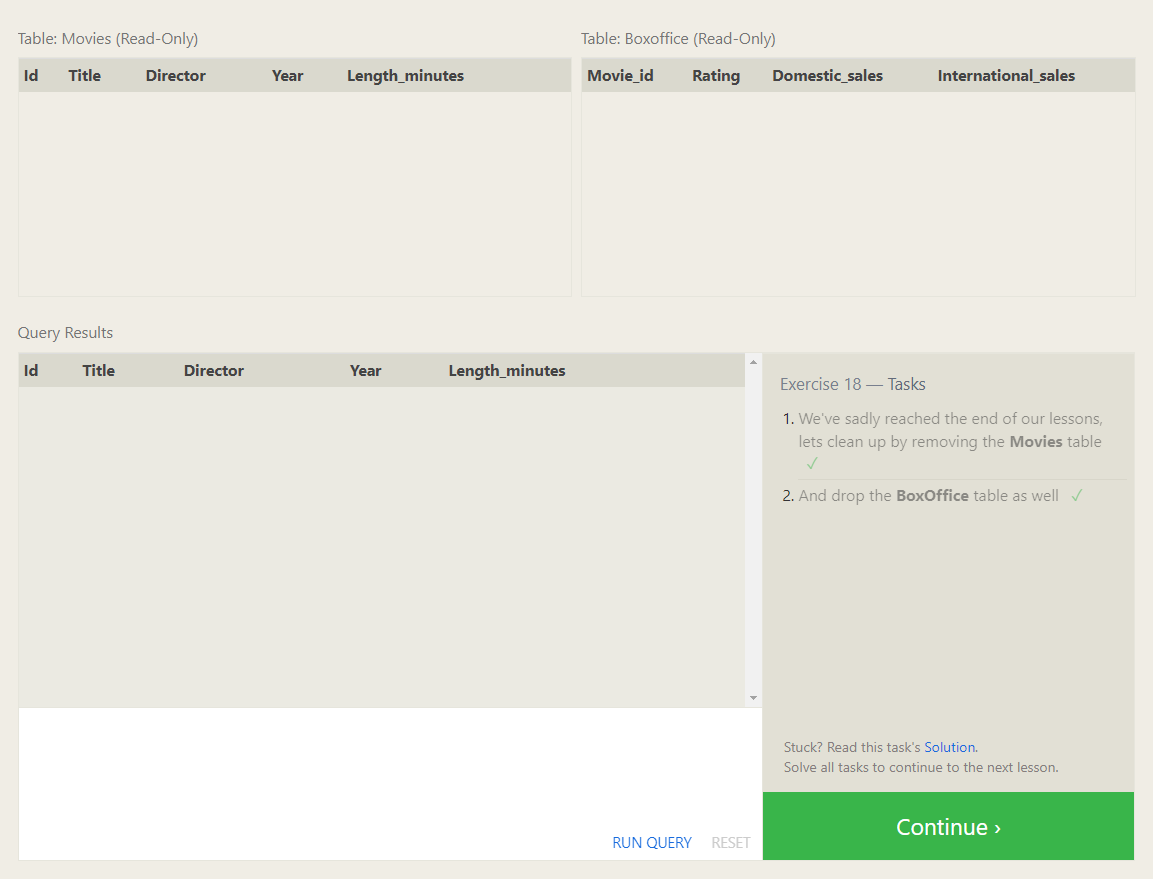 Table: Movies (Read-Only)
Id Title Director Year Length_minutes
Table: Boxoffice (Read-Only)
Movie_id Rating Domestic_sales International_sales
Query Results
Id Title Director Year Length_minutes
RUN QUERY RESET
Exercise 18 — Tasks
1. We've sadly reached the end of our lessons,
lets clean up by removing the Movies table
✓
2. And drop the BoxOffice table as well ✓
Stuck? Read this task's Solution.
Solve all tasks to continue to the next lesson.
Continue ›